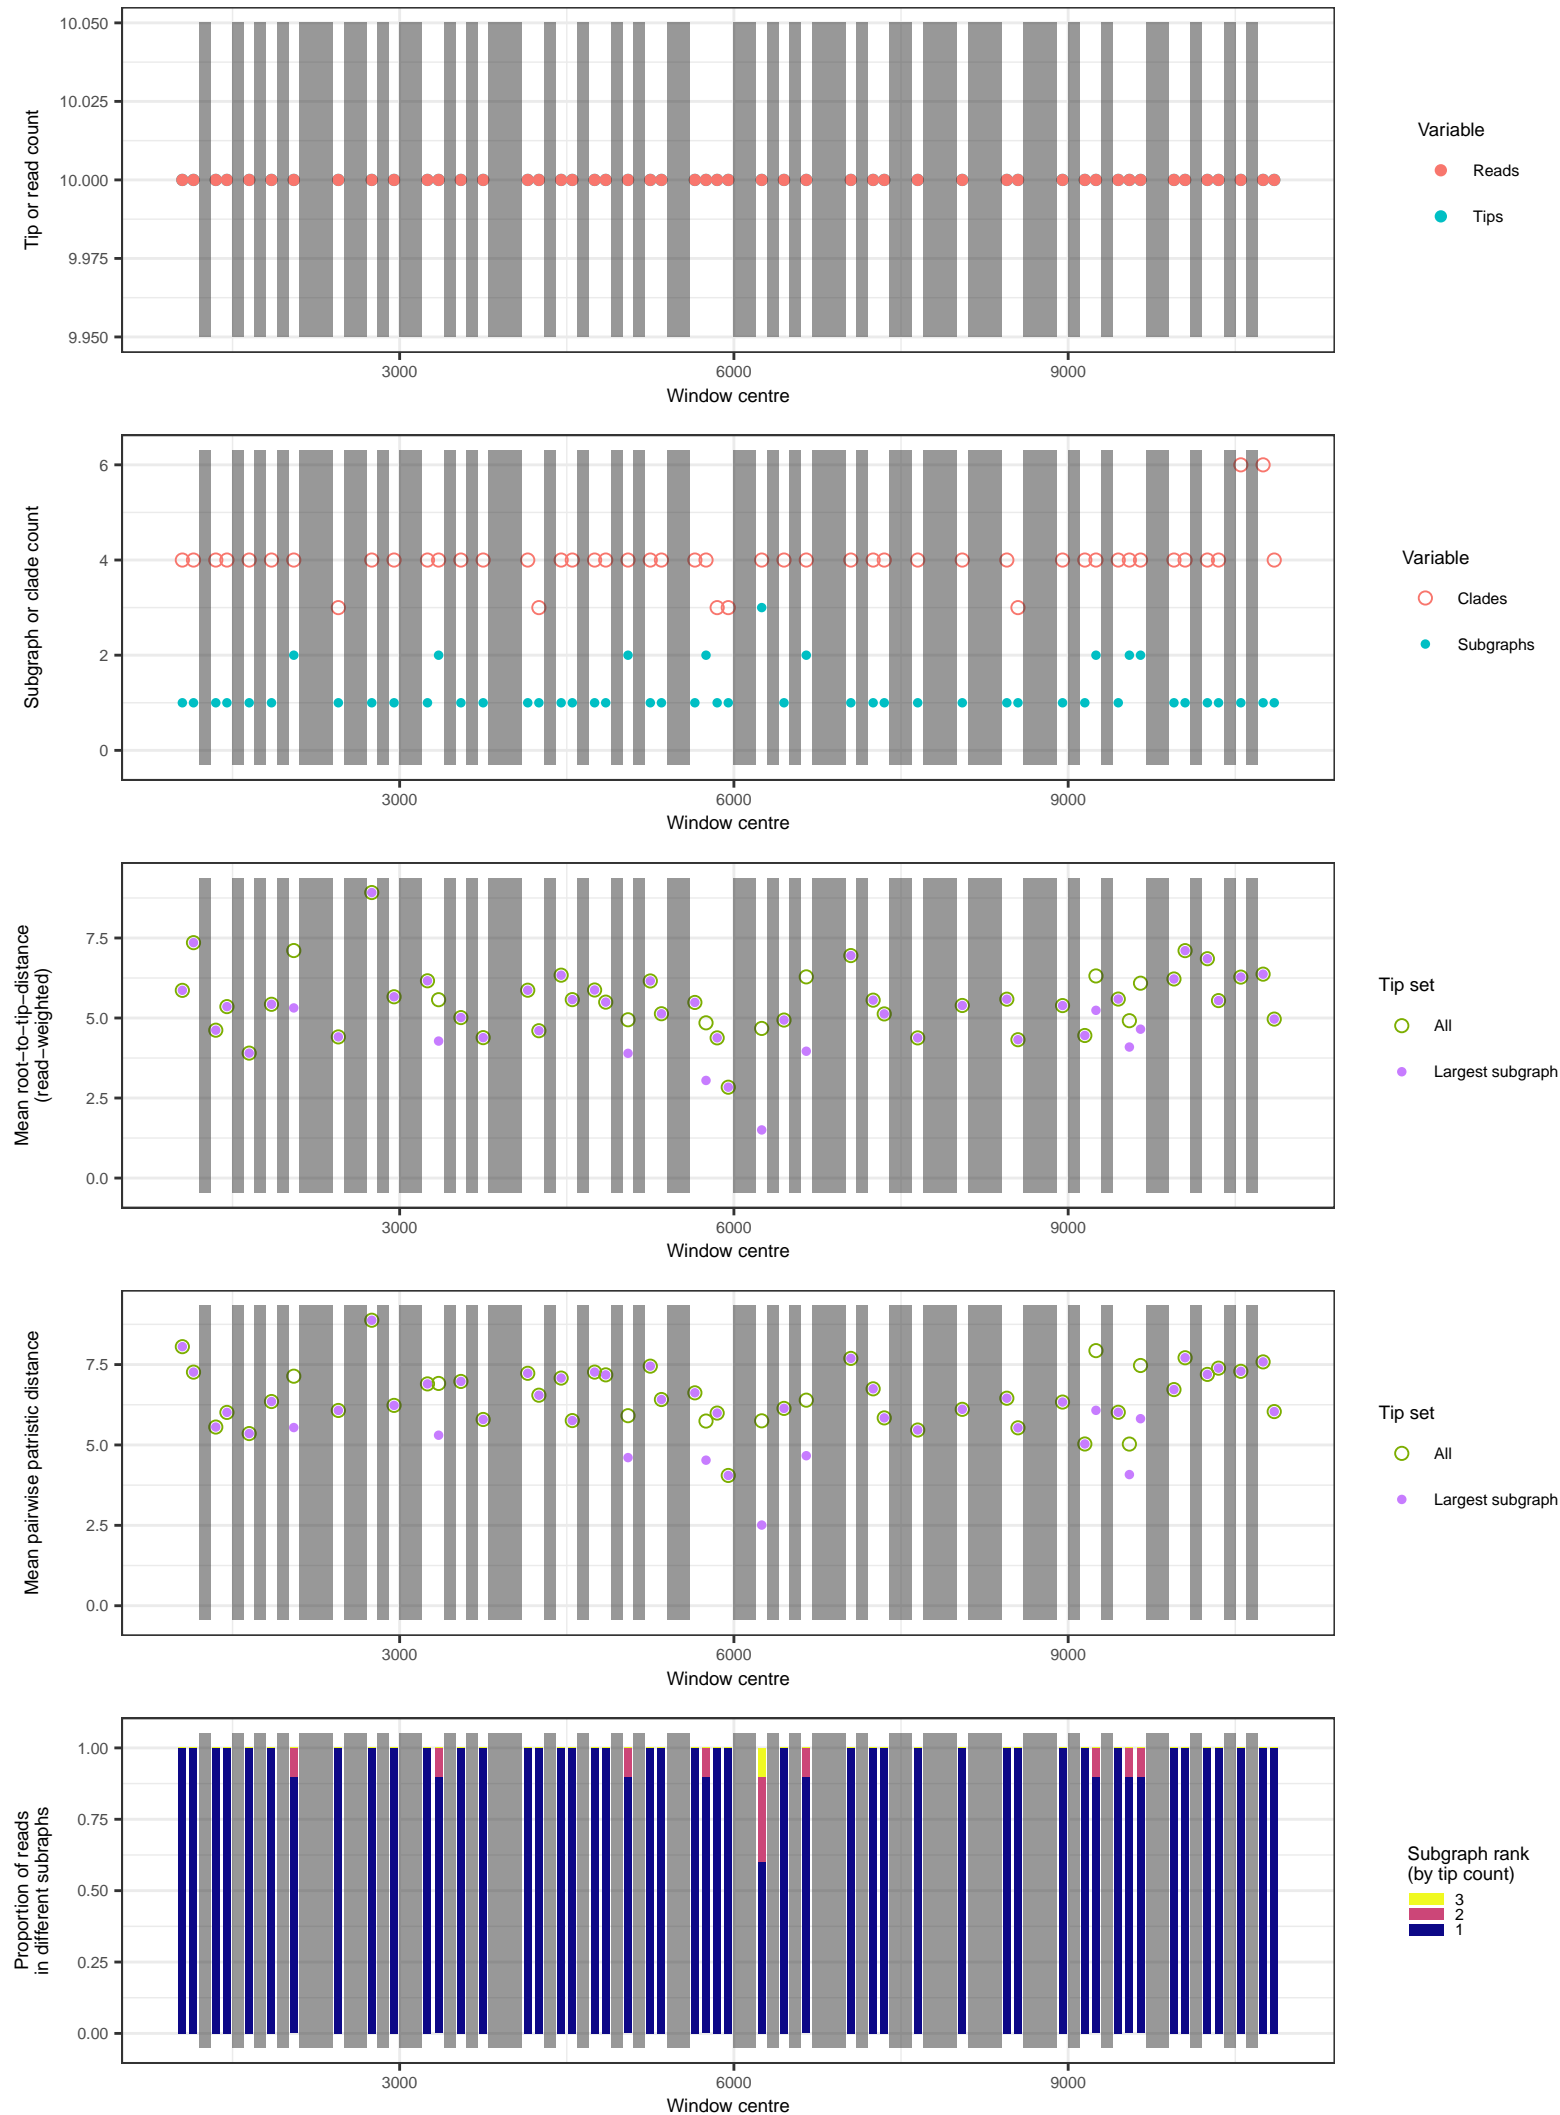 10.050
10.025
10.000
9.975
9.950
Tip or read count
3000
6000
9000
Window centre
Variable
Reads
Tips
6
4
2
0
Subgraph or clade count
3000
6000
9000
Window centre
Variable
Clades
Subgraphs
7.5
5.0
2.5
0.0
Mean root−to−tip−distance
(read−weighted)
3000
6000
9000
Window centre
Tip set
All
Largest subgraph
7.5
5.0
2.5
0.0
Mean pairwise patristic distance
3000
6000
9000
Window centre
Tip set
All
Largest subgraph
1.00
0.75
0.50
0.25
0.00
Proportion of reads
in different subraphs
3000
6000
9000
Window centre
Subgraph rank
(by tip count)
3
2
1